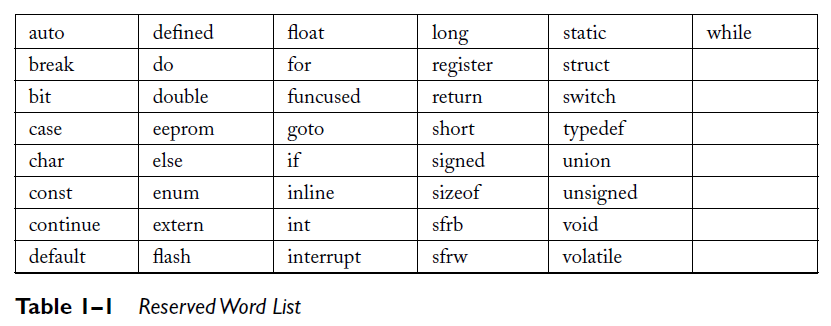 auto defined float long static while
break do for register struct
bit double funcused return switch
case eeprom goto short typedef
char else if signed union
const enum inline sizeof unsigned
continue extern int sfrb void
default flash interrupt sfrw volatile
Table 1–1 Reserved Word List